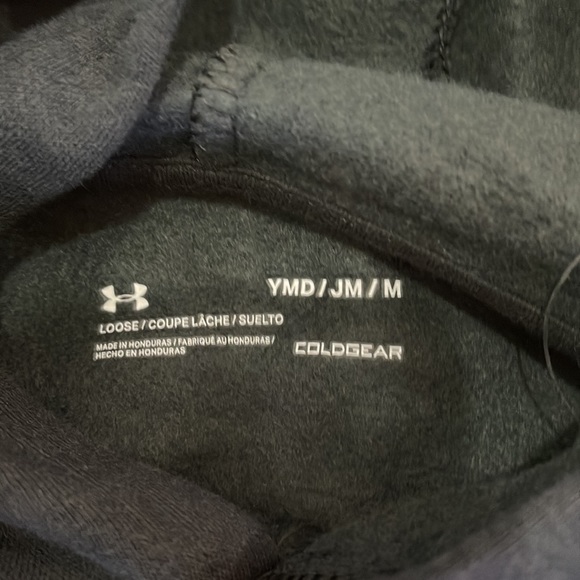 YMD / JM / M
LOOSE / COUPE LÂCHE / SUELTO
MADE IN HONDURAS / FABRIQUÉ AU HONDURAS /
HECHO EN HONDURAS
COLDGEAR